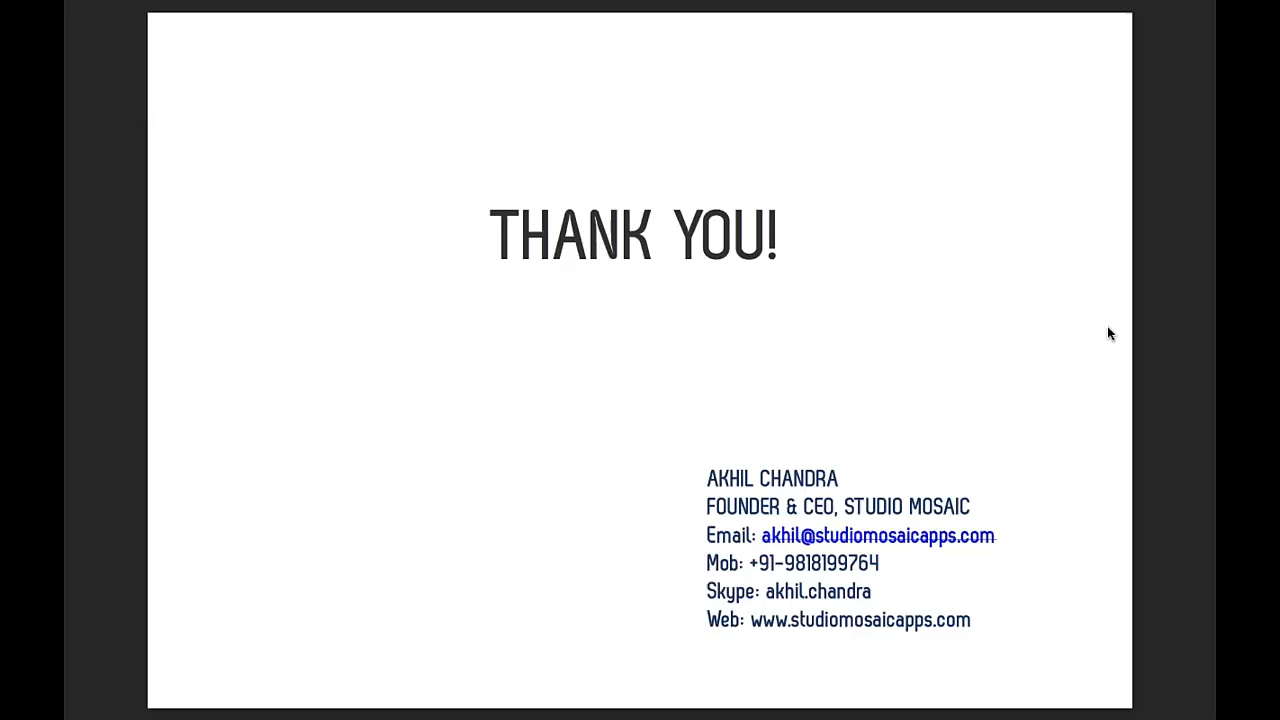 THANK YOU!
AKHIL CHANDRA
FOUNDER & CEO, STUDIO MOSAIC
Email: akhil@studiomosaicapps.com
Mob: +91-9818199764
Skype: akhil.chandra
Web: www.studiomosaicapps.com